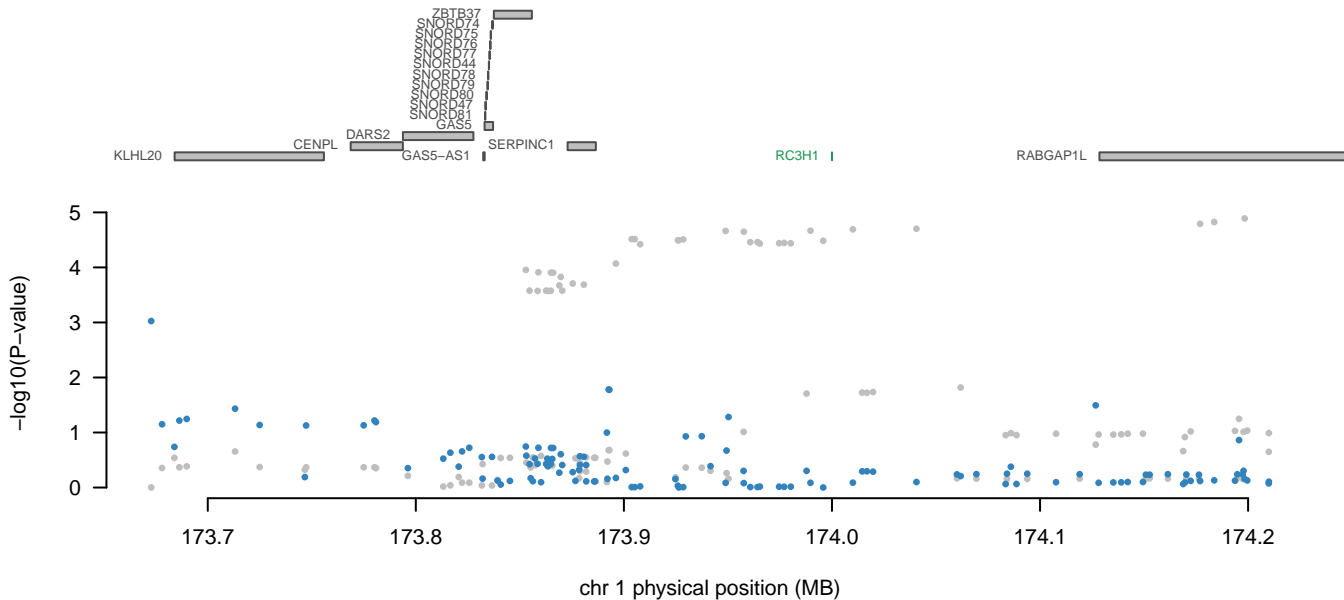 ZBTB37
SNORD74
SNORD75
SNORD76
SNORD77
SNORD44
SNORD78
SNORD79
SNORD80
SNORD47
SNORD81
GAS5
DARS2
CENPL
SERPINC1
KLHL20
GAS5−AS1
RC3H1
RABGAP1L
5
4
3
2
1
0
−log10(P−value)
173.7 173.8 173.9 174.0 174.1 174.2
chr 1 physical position (MB)